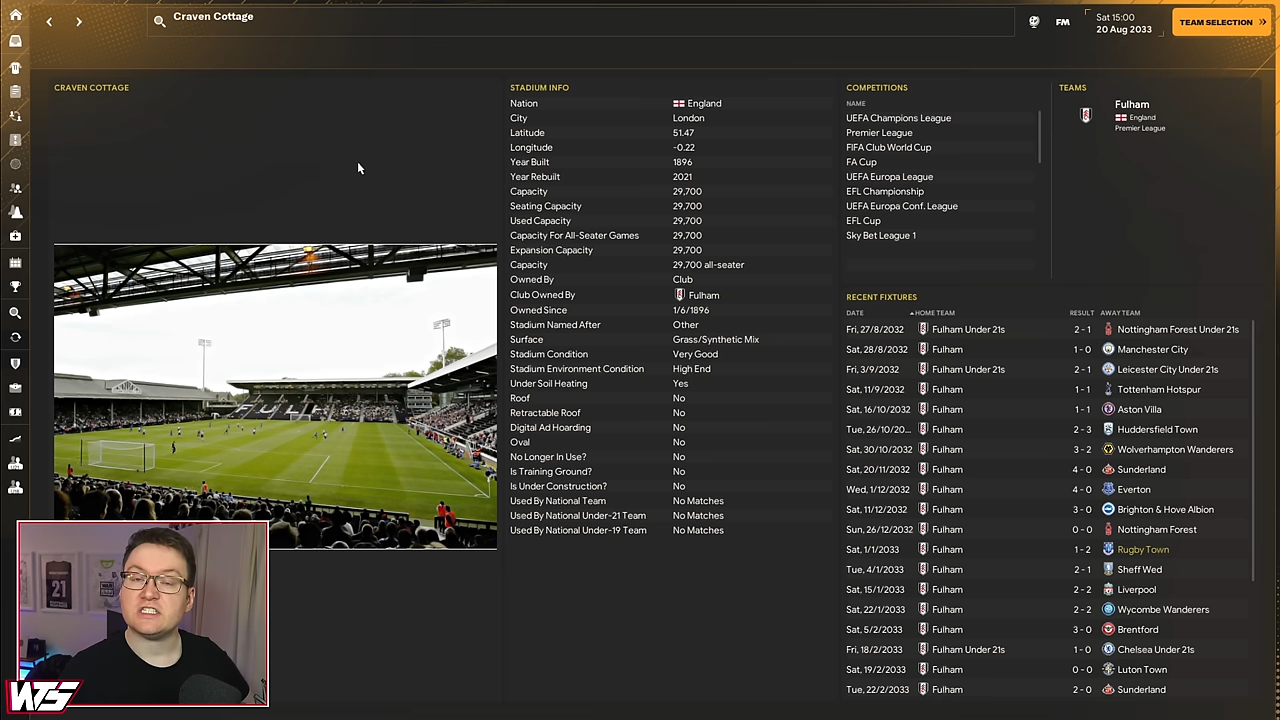 Craven Cottage
FM
Sat 15:00
20 Aug 2033
TEAM SELECTION
CRAVEN COTTAGE
STADIUM INFO
Nation England
City London
Latitude 51.47
Longitude -0.22
Year Built 1896
Year Rebuilt 2021
Capacity 29,700
Seating Capacity 29,700
Used Capacity 29,700
Capacity For All-Seater Games 29,700
Expansion Capacity 29,700
Capacity 29,700 all-seater
Owned By Club
Club Owned By Fulham
Owned Since 1/6/1896
Stadium Named After Other
Surface Grass/Synthetic Mix
Stadium Condition Very Good
Stadium Environment Condition High End
Under Soil Heating Yes
Roof No
Retractable Roof No
Digital Ad Hoarding No
Oval No
No Longer In Use? No
Is Training Ground? No
Is Under Construction? No
Used By National Team No Matches
Used By National Under-21 Team No Matches
Used By National Under-19 Team No Matches
COMPETITIONS
NAME
UEFA Champions League
Premier League
FIFA Club World Cup
FA Cup
UEFA Europa League
EFL Championship
UEFA Europa Conf. League
EFL Cup
Sky Bet League 1
TEAMS
Fulham
England
Premier League
RECENT FIXTURES
DATE HOME TEAM RESULT AWAY TEAM
Fri, 27/8/2032 Fulham Under 21s 2 - 1 Nottingham Forest Under 21s
Sat, 28/8/2032 Fulham 1 - 0 Manchester City
Fri, 3/9/2032 Fulham Under 21s 2 - 1 Leicester City Under 21s
Sat, 11/9/2032 Fulham 1 - 1 Tottenham Hotspur
Sat, 16/10/2032 Fulham 1 - 1 Aston Villa
Tue, 26/10/20... Fulham 2 - 3 Huddersfield Town
Sat, 30/10/2032 Fulham 3 - 2 Wolverhampton Wanderers
Sat, 20/11/2032 Fulham 4 - 0 Sunderland
Wed, 1/12/2032 Fulham 4 - 0 Everton
Sat, 11/12/2032 Fulham 3 - 0 Brighton & Hove Albion
Sun, 26/12/2032 Fulham 0 - 0 Nottingham Forest
Sat, 1/1/2033 Fulham 1 - 2 Rugby Town
Tue, 4/1/2033 Fulham 2 - 1 Sheff Wed
Sat, 15/1/2033 Fulham 2 - 2 Liverpool
Sat, 22/1/2033 Fulham 2 - 2 Wycombe Wanderers
Sat, 5/2/2033 Fulham 3 - 0 Brentford
Fri, 18/2/2033 Fulham Under 21s 1 - 0 Chelsea Under 21s
Sat, 19/2/2033 Fulham 0 - 0 Luton Town
Tue, 22/2/2033 Fulham 2 - 0 Sunderland
21
WTS